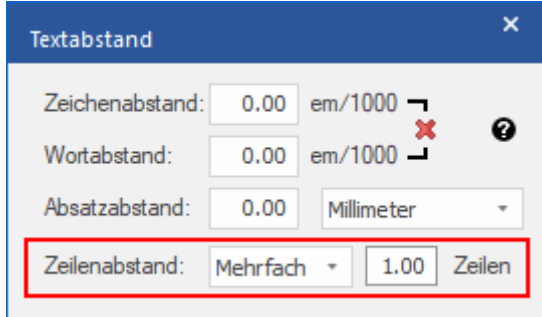 Textabstand
Zeichenabstand: 0.00 em/1000
Wortabstand: 0.00 em/1000
Absatzabstand: 0.00 Millimeter
Zeilenabstand: Mehrfach 1.00 Zeilen